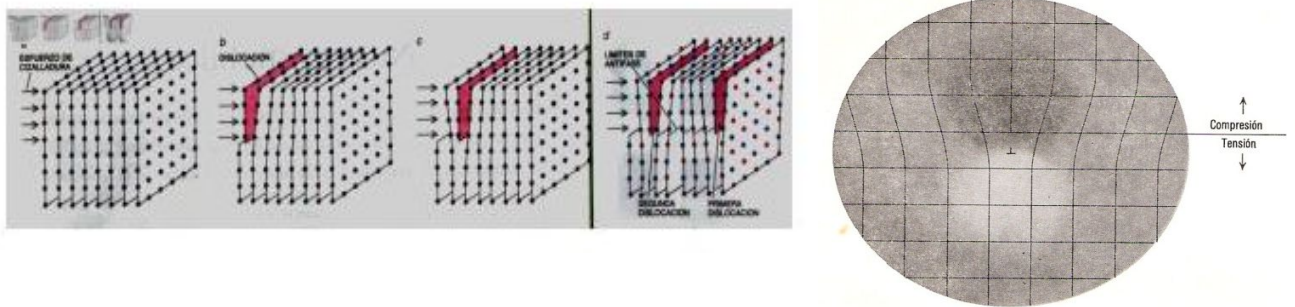 ESFUERZO DE
CIZALLADURA
b
DISLOCACION
c
d
LIMITES DE
ANTIFASE
SEGUNDA
DISLOCACION
PRIMERA
DISLOCACION
Compresión
Tensión